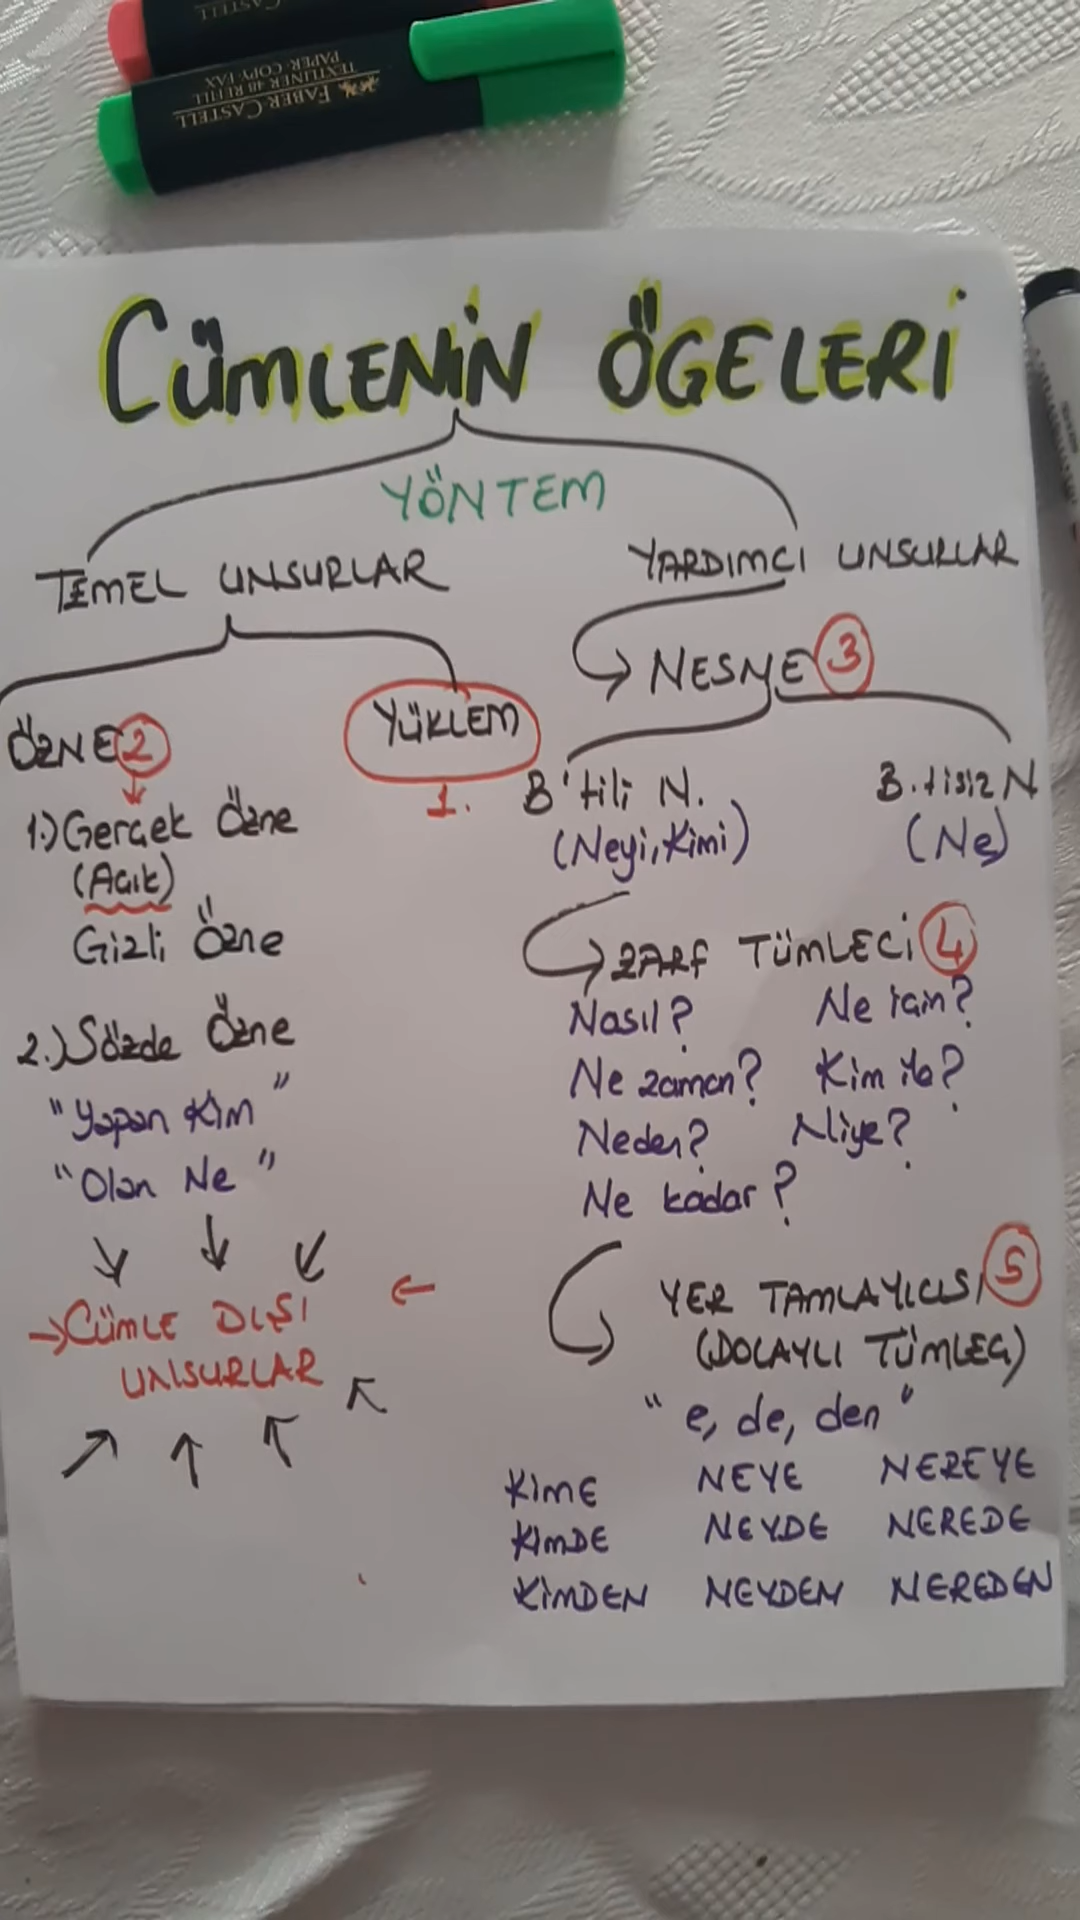 CASTELL
FABER-CASTELL
TEXTLINER 48 REFILL
PAPER·COPY·FAX
CÜMLENİN ÖGELERİ
YÖNTEM
TEMEL UNSURLAR
ÖZNE 2
YÜKLEM
1.
1.) Gerçek Özne
(Açık)
Gizli Özne
2.) Sözde Özne
"Yapan Kim"
"Olan Ne"
→ CÜMLE DIŞI
UNSURLAR
YARDIMCI UNSURLAR
NESNE 3
B'tili N.
(Neyi, Kimi)
B.tisiz N
(Ne)
ZARF TÜMLECİ 4
Nasıl? Ne için?
Ne zaman? Kim ile?
Neden? Niye?
Ne kadar?
YER TAMLAYICISI 5
(DOLAYLI TÜMLEÇ)
"e, de, den"
KİME NEYE NEREYE
KİMDE NEYDE NEREDE
KİMDEN NEYDEN NEREDEN